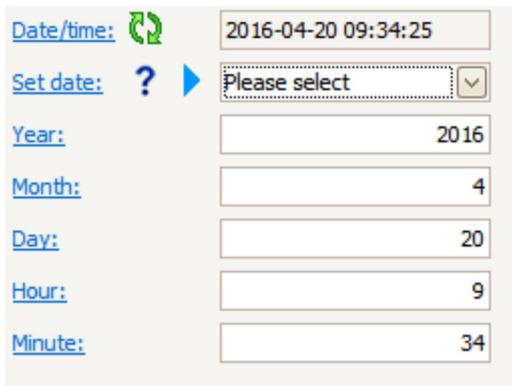 Date/time: 2016-04-20 09:34:25
Set date: ? Please select
Year: 2016
Month: 4
Day: 20
Hour: 9
Minute: 34